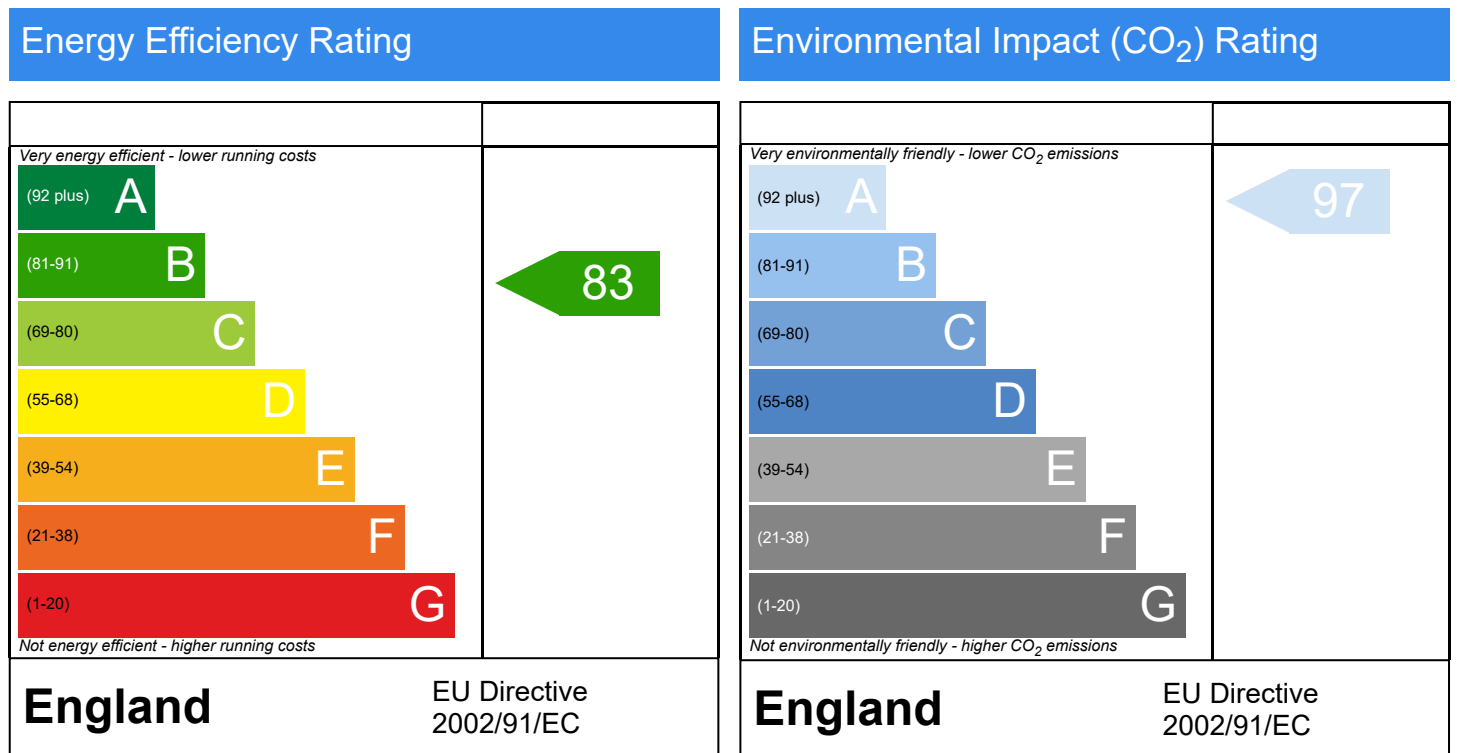 Energy Efficiency Rating
Very energy efficient - lower running costs
(92 plus) A
(81-91) B
83
(69-80) C
(55-68) D
(39-54) E
(21-38) F
(1-20) G
Not energy efficient - higher running costs
England
EU Directive
2002/91/EC
Environmental Impact (CO2) Rating
Very environmentally friendly - lower CO2 emissions
(92 plus) A
97
(81-91) B
(69-80) C
(55-68) D
(39-54) E
(21-38) F
(1-20) G
Not environmentally friendly - higher CO2 emissions
England
EU Directive
2002/91/EC